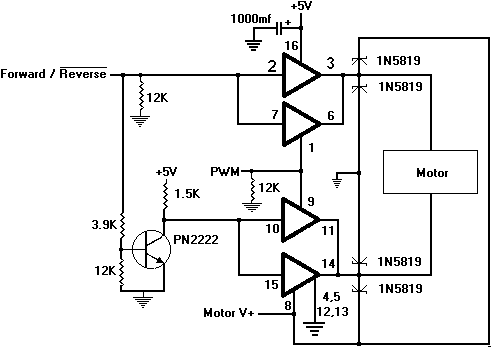 +5V
1000mf +
16
2 3
1N5819
Forward / Reverse
1N5819
12K
7 6
1
PWM
Motor
+5V
12K
9
1.5K
10 11
3.9K
PN2222
14
1N5819
12K
15
1N5819
4,5
8
12,13
Motor V+